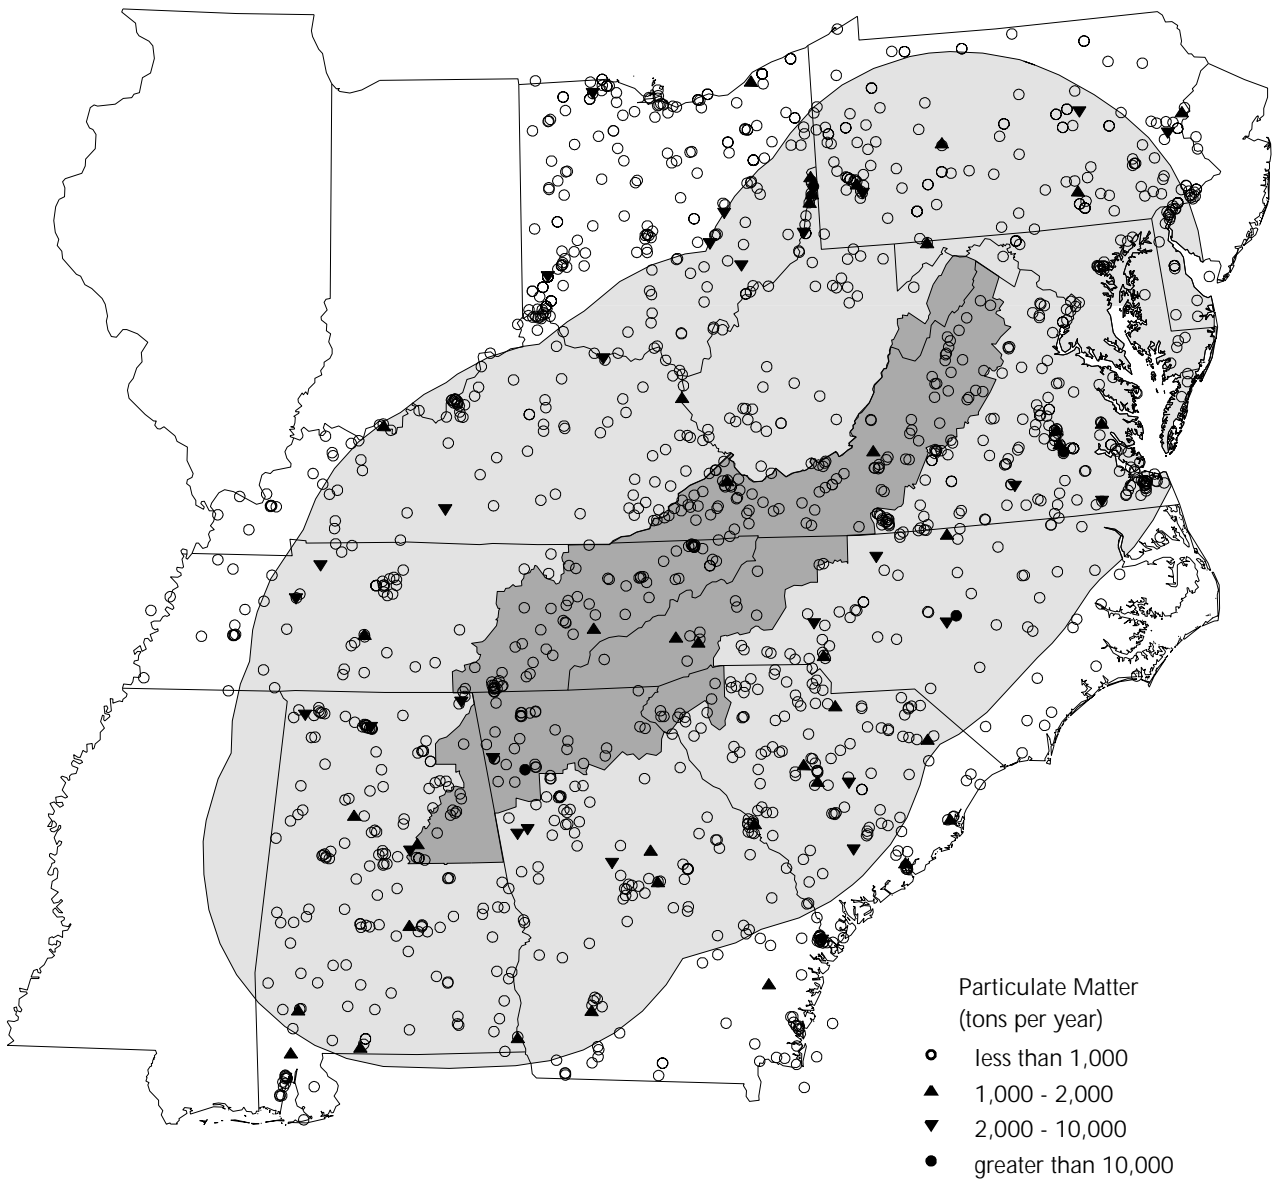 Particulate Matter
(tons per year)
less than 1,000
1,000 - 2,000
2,000 - 10,000
greater than 10,000